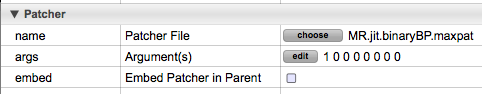 ▼ Patcher
name Patcher File choose MR.jit.binaryBP.maxpat
args Argument(s) edit 1 0 0 0 0 0 0 0
embed Embed Patcher in Parent